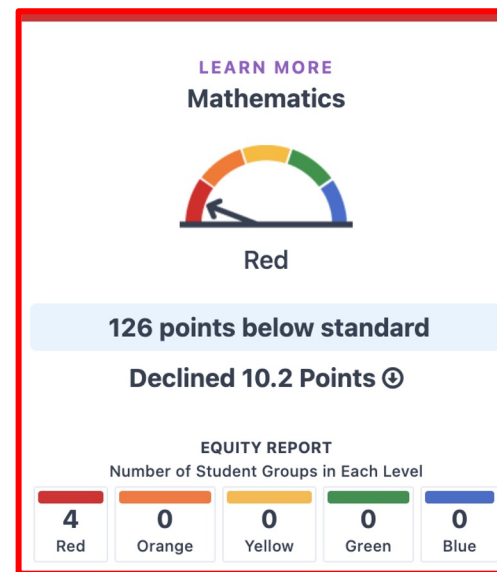 LEARN MORE
Mathematics
Red
126 points below standard
Declined 10.2 Points
EQUITY REPORT
Number of Student Groups in Each Level
4 0 0 0 0
Red Orange Yellow Green Blue